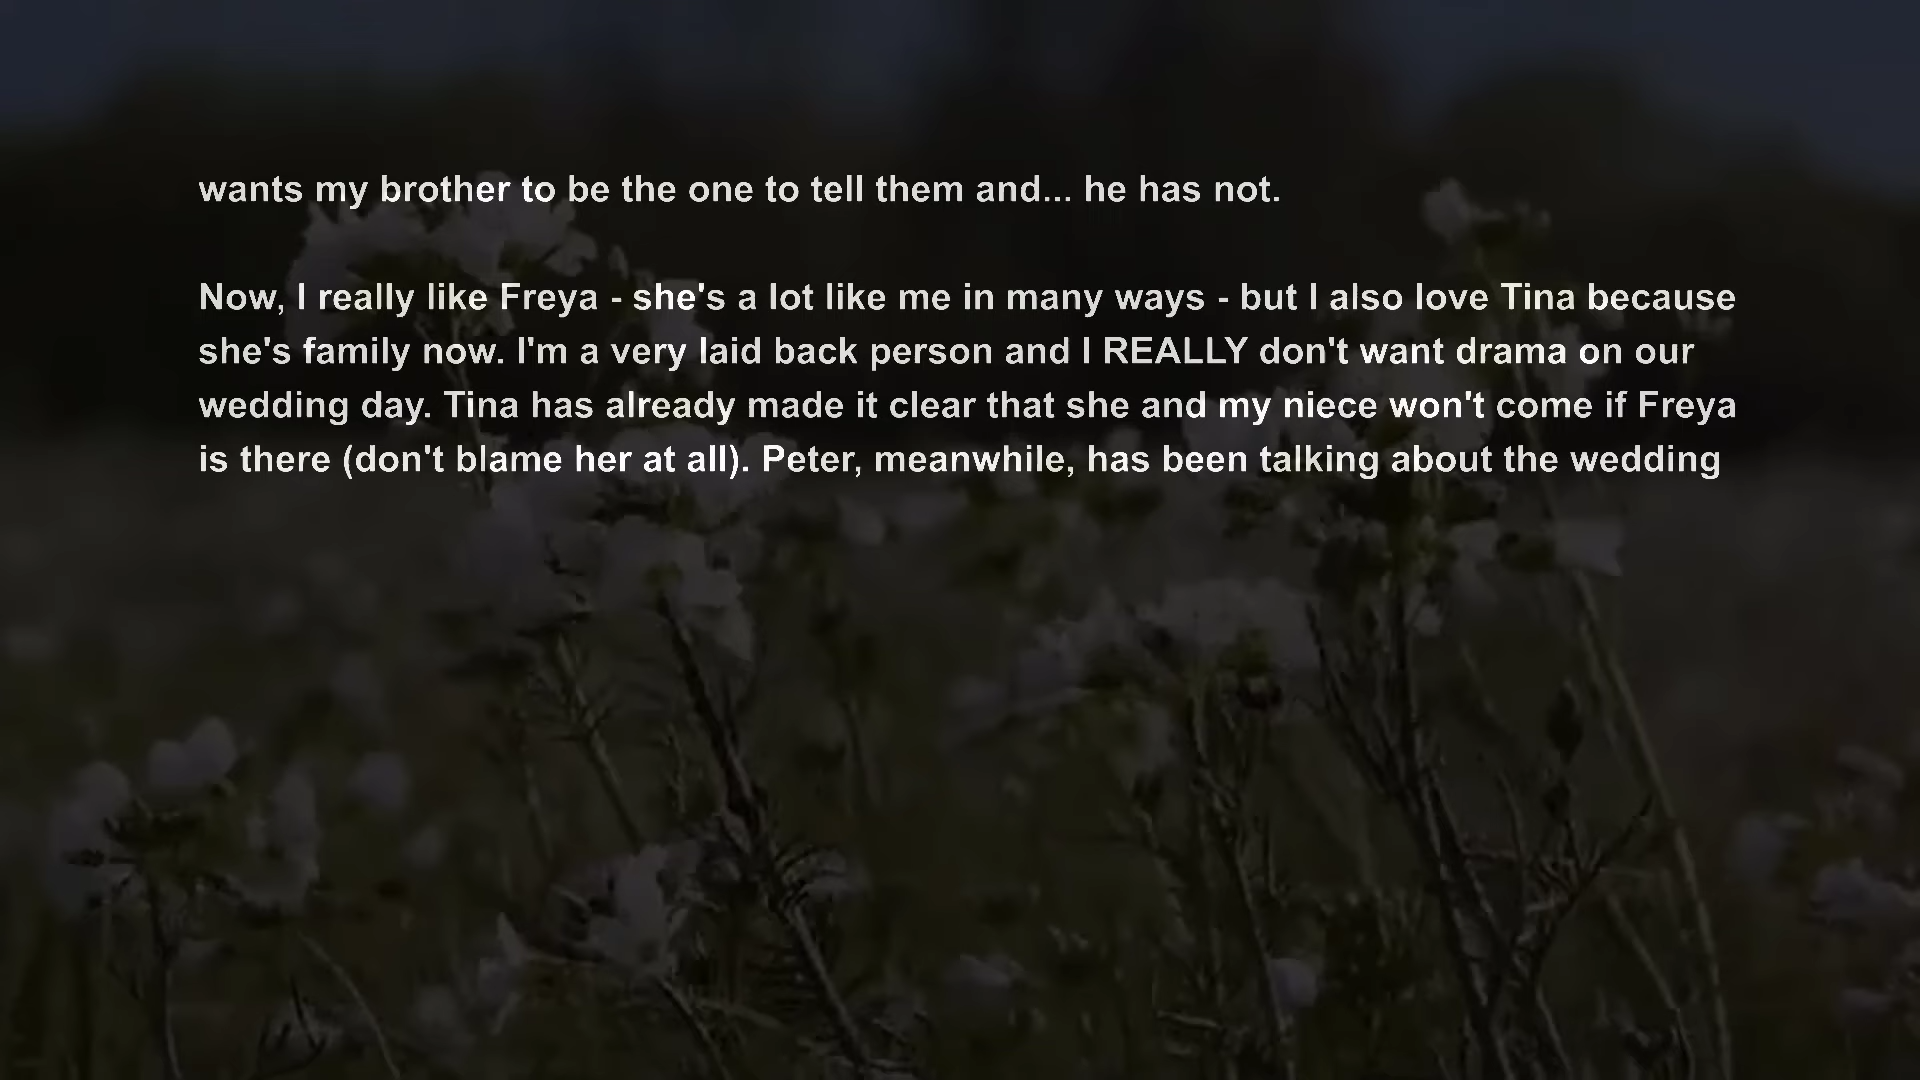 wants my brother to be the one to tell them and... he has not.
Now, I really like Freya - she's a lot like me in many ways - but I also love Tina because
she's family now. I'm a very laid back person and I REALLY don't want drama on our
wedding day. Tina has already made it clear that she and my niece won't come if Freya
is there (don't blame her at all). Peter, meanwhile, has been talking about the wedding